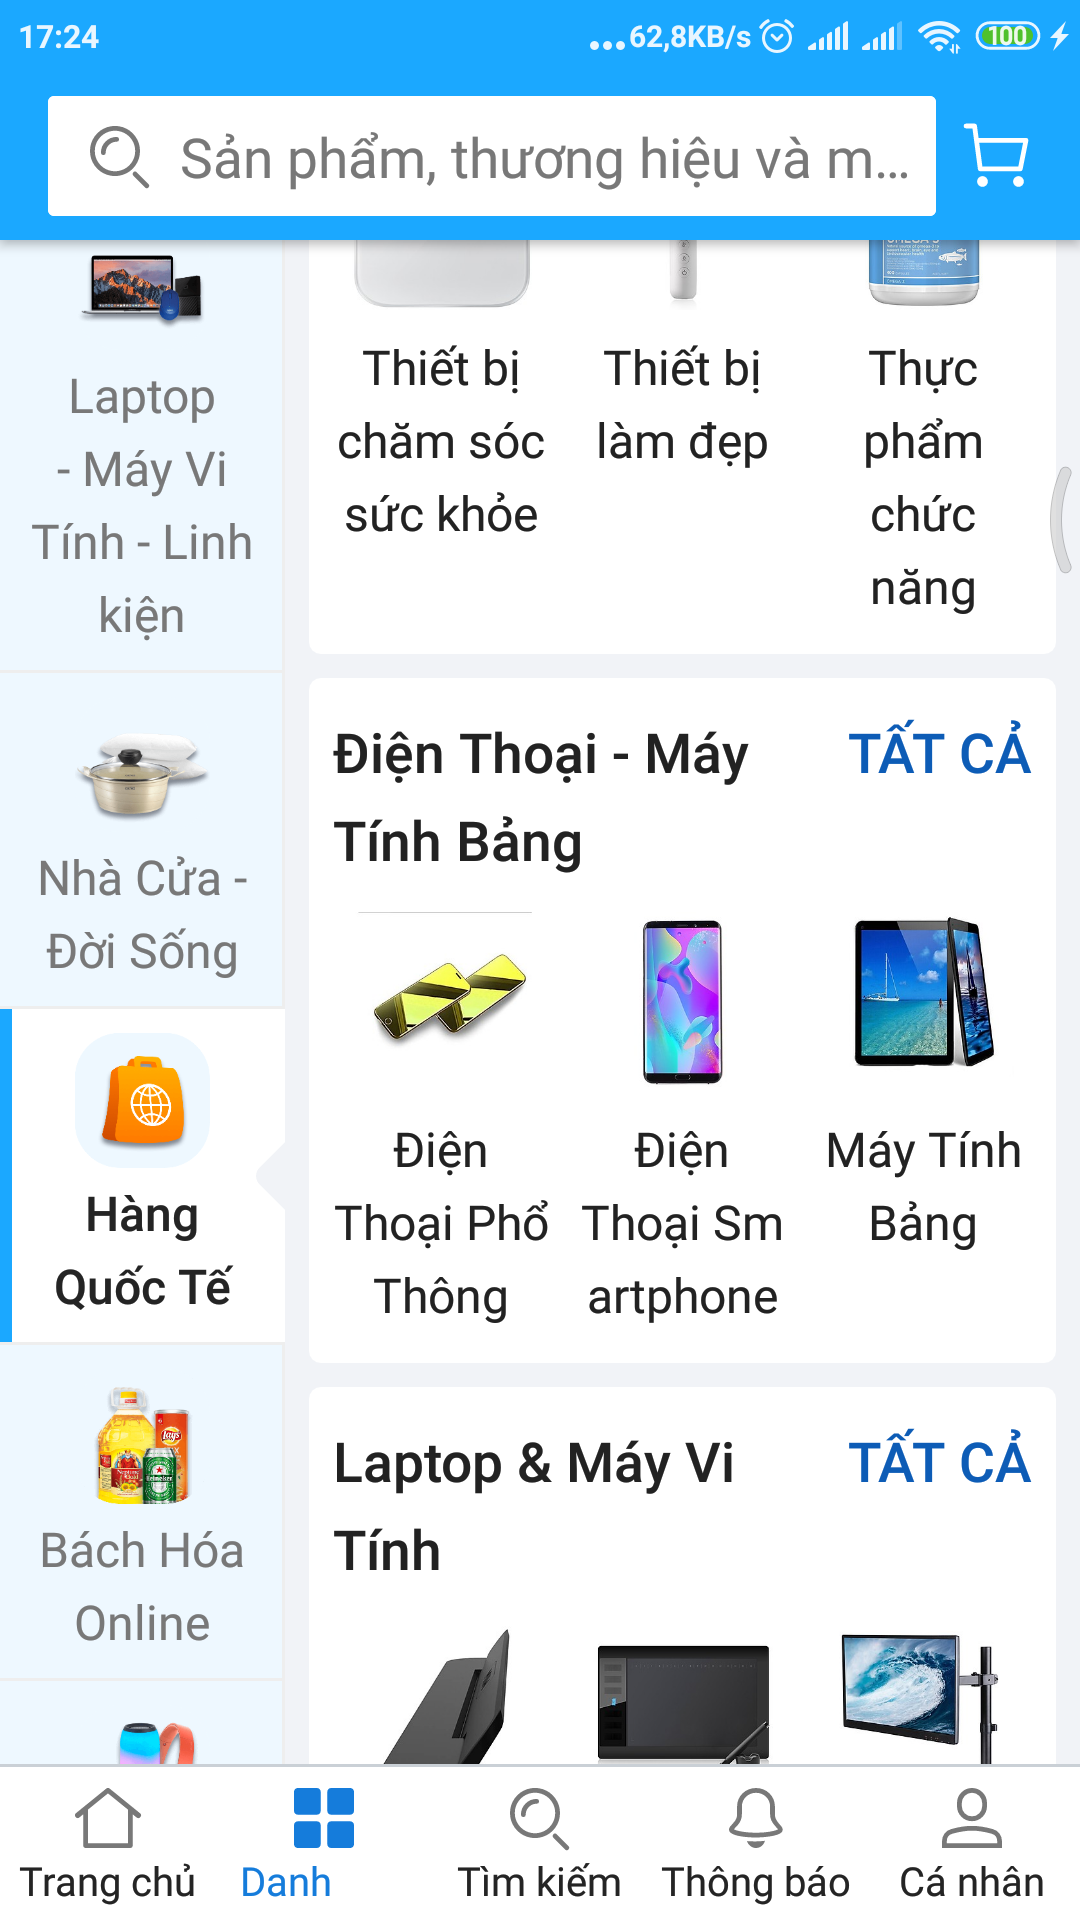 17:24
...62,8KB/s
100
Sản phẩm, thương hiệu và m...
Laptop
- Máy Vi
Tính - Linh
kiện
Nhà Cửa -
Đời Sống
Hàng
Quốc Tế
Bách Hóa
Online
Thiết bị
chăm sóc
sức khỏe
Thiết bị
làm đẹp
Thực
phẩm
chức
năng
Điện Thoại - Máy
Tính Bảng
TẤT CẢ
Điện
Thoại Phổ
Thông
Điện
Thoại Sm
artphone
Máy Tính
Bảng
Laptop & Máy Vi
Tính
TẤT CẢ
Trang chủ
Danh
Tìm kiếm
Thông báo
Cá nhân